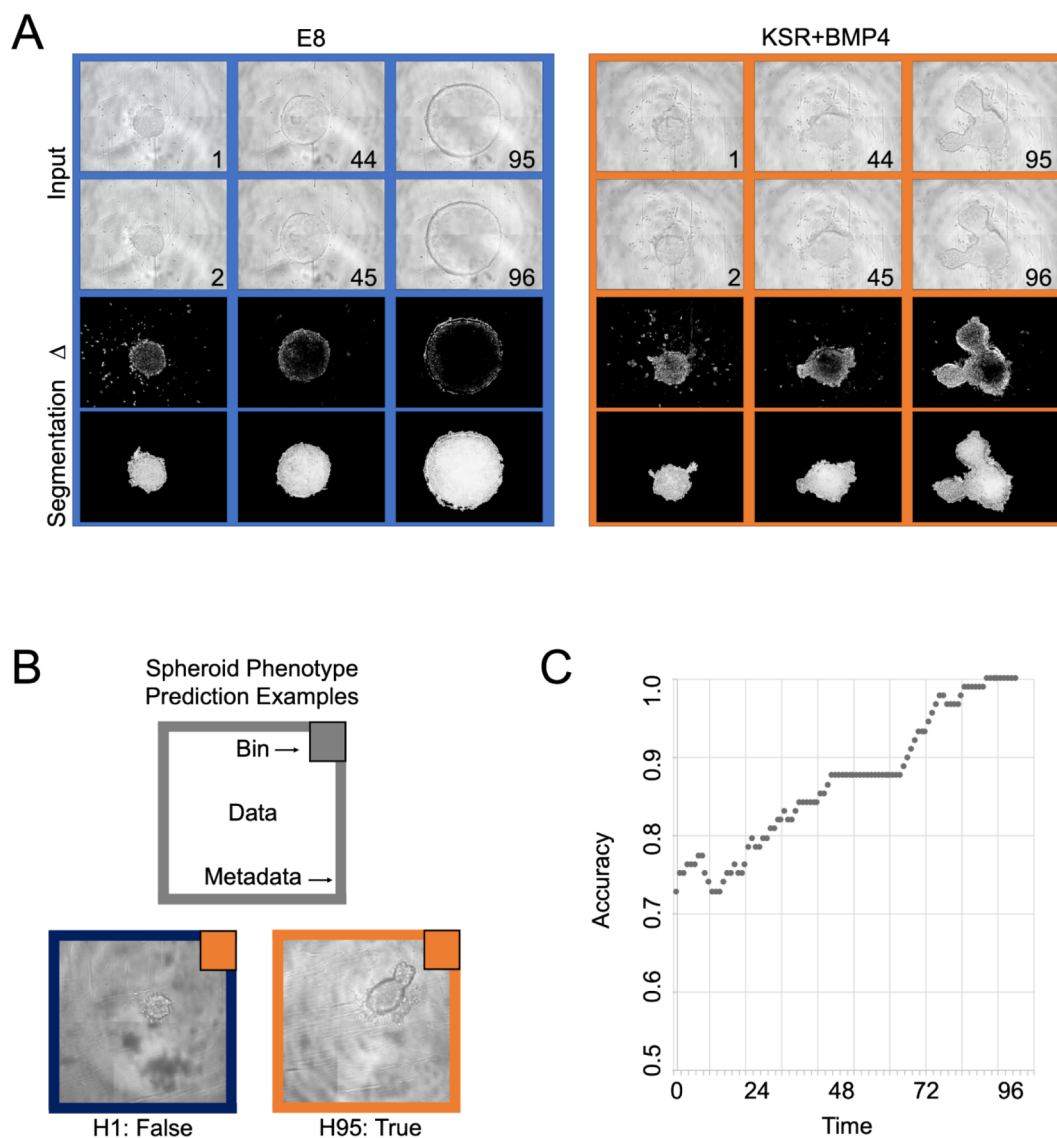 A
E8
KSR+BMP4
Input
1
44
95
1
44
95
2
45
96
2
45
96
Δ
Segmentation
B
Spheroid Phenotype
Prediction Examples
Bin →
Data
Metadata →
H1: False
H95: True
C
Accuracy
1.0
0.9
0.8
0.7
0.6
0.5
0
24
48
72
96
Time